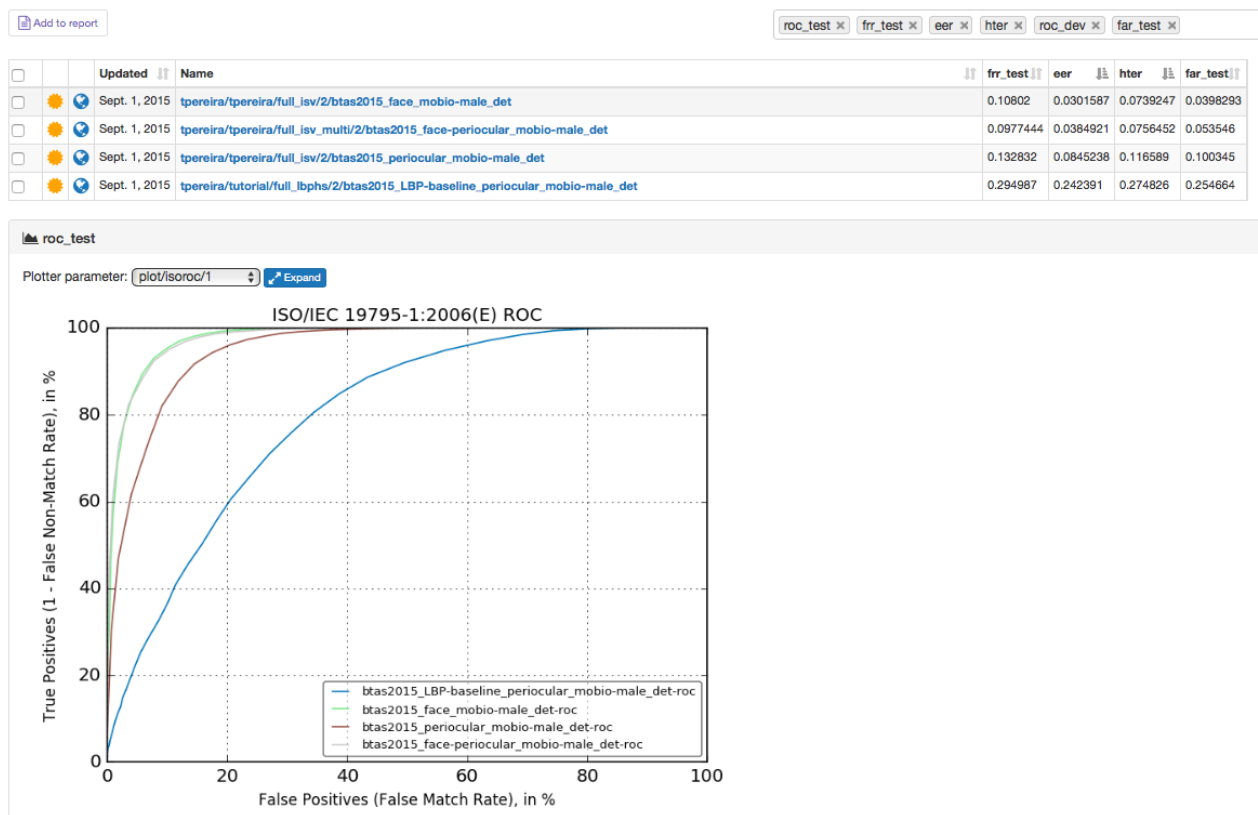 Add to report
roc_test × frr_test × eer × hter × roc_dev × far_test ×
Updated Name frr_test eer hter far_test
Sept. 1, 2015 tpereira/tpereira/full_isv/2/btas2015_face_mobio-male_det 0.10802 0.0301587 0.0739247 0.0398293
Sept. 1, 2015 tpereira/tpereira/full_isv_multi/2/btas2015_face-periocular_mobio-male_det 0.0977444 0.0384921 0.0756452 0.053546
Sept. 1, 2015 tpereira/tpereira/full_isv/2/btas2015_periocular_mobio-male_det 0.132832 0.0845238 0.116589 0.100345
Sept. 1, 2015 tpereira/tutorial/full_lbphs/2/btas2015_LBP-baseline_periocular_mobio-male_det 0.294987 0.242391 0.274826 0.254664
roc_test
Plotter parameter: plot/isoroc/1 Expand
ISO/IEC 19795-1:2006(E) ROC
True Positives (1 - False Non-Match Rate), in %
100
80
60
40
20
0
btas2015_LBP-baseline_periocular_mobio-male_det-roc
btas2015_face_mobio-male_det-roc
btas2015_periocular_mobio-male_det-roc
btas2015_face-periocular_mobio-male_det-roc
0 20 40 60 80 100
False Positives (False Match Rate), in %